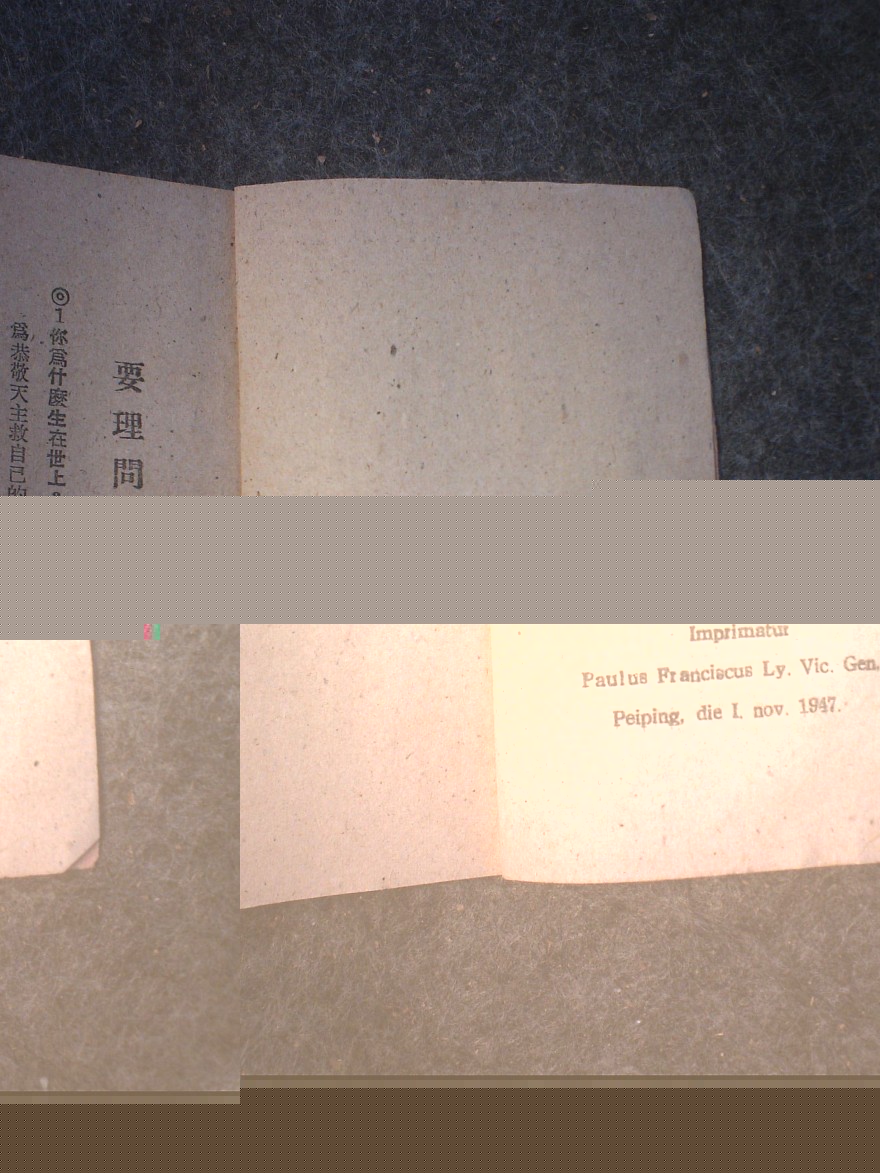 要理問
◎1你爲什麼生在世上
爲恭敬天主救自己的
Imprimatur
Paulus Franciscus Ly. Vic. Gen.
Peiping, die I. nov. 1947.